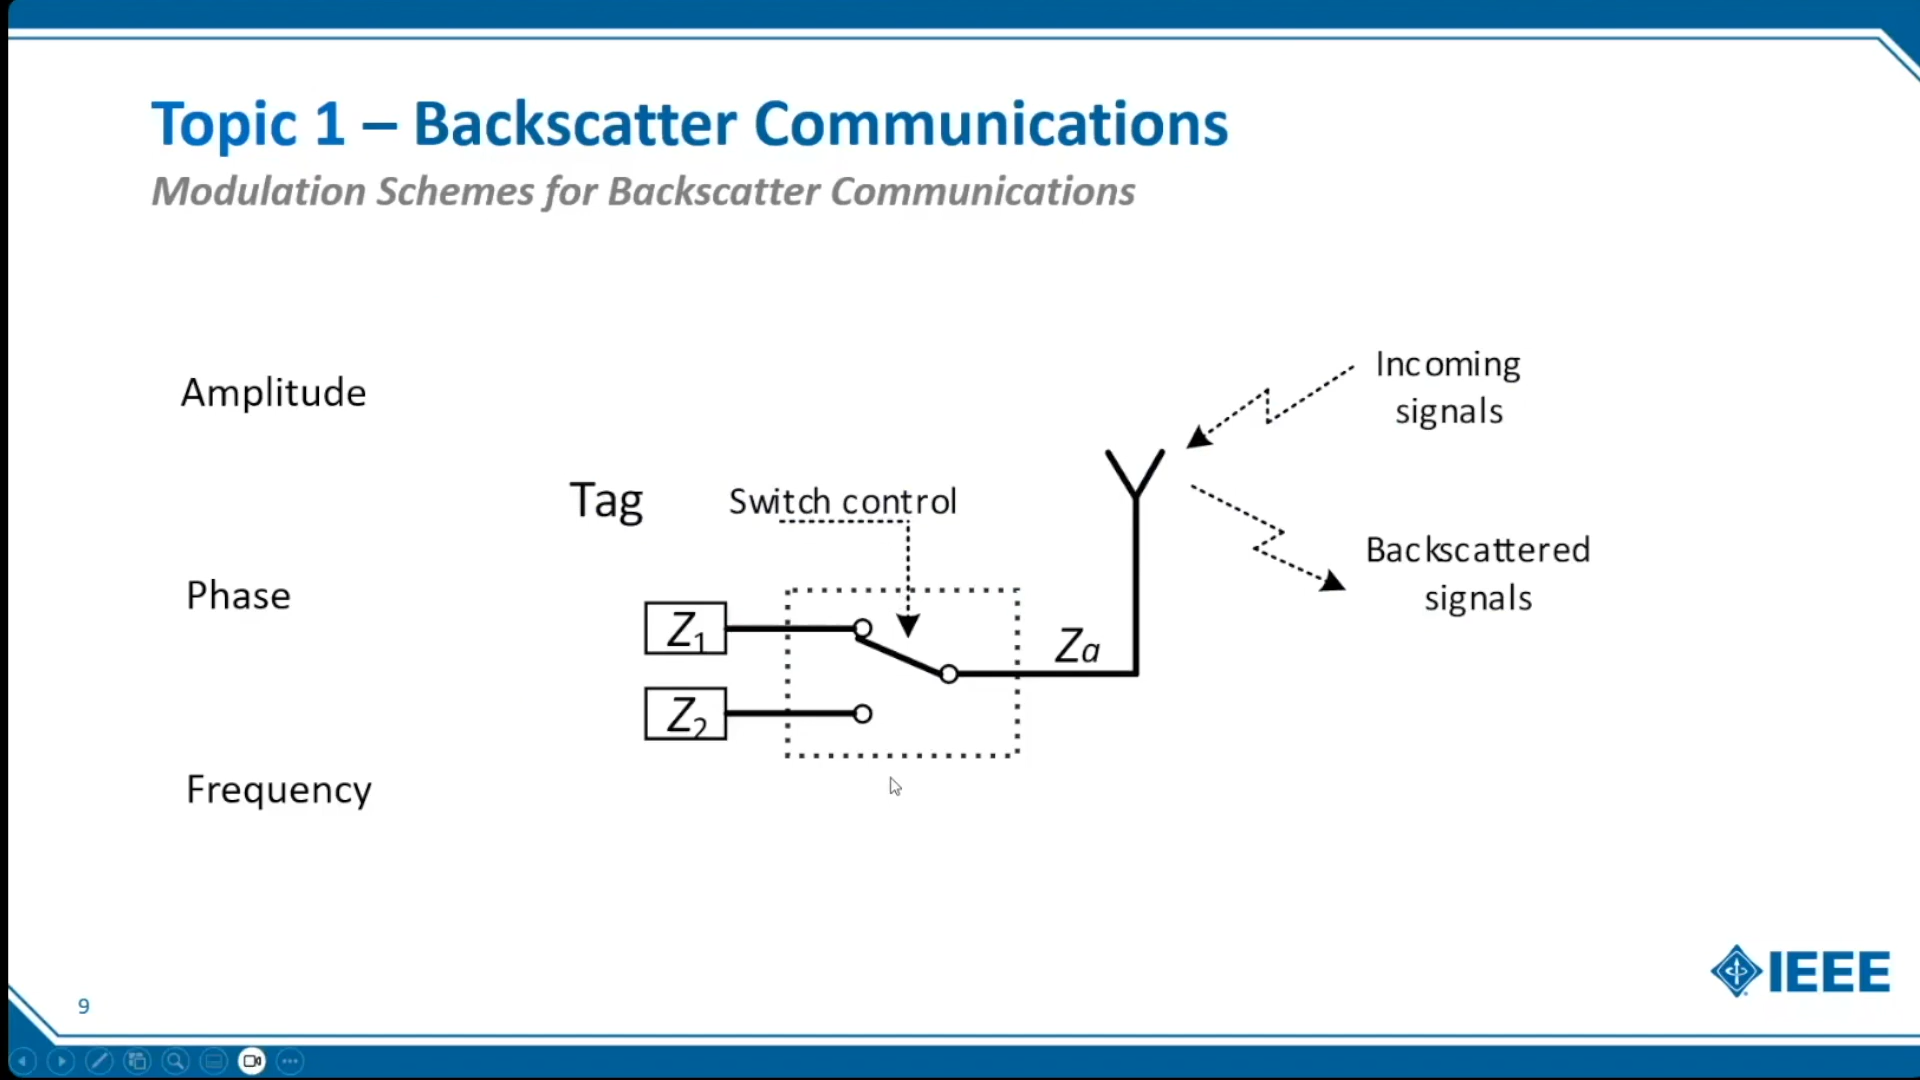 Topic 1 – Backscatter Communications
Modulation Schemes for Backscatter Communications
Amplitude
Phase
Frequency
Tag
Switch control
Z1
Z2
Za
Incoming
signals
Backscattered
signals
IEEE
9